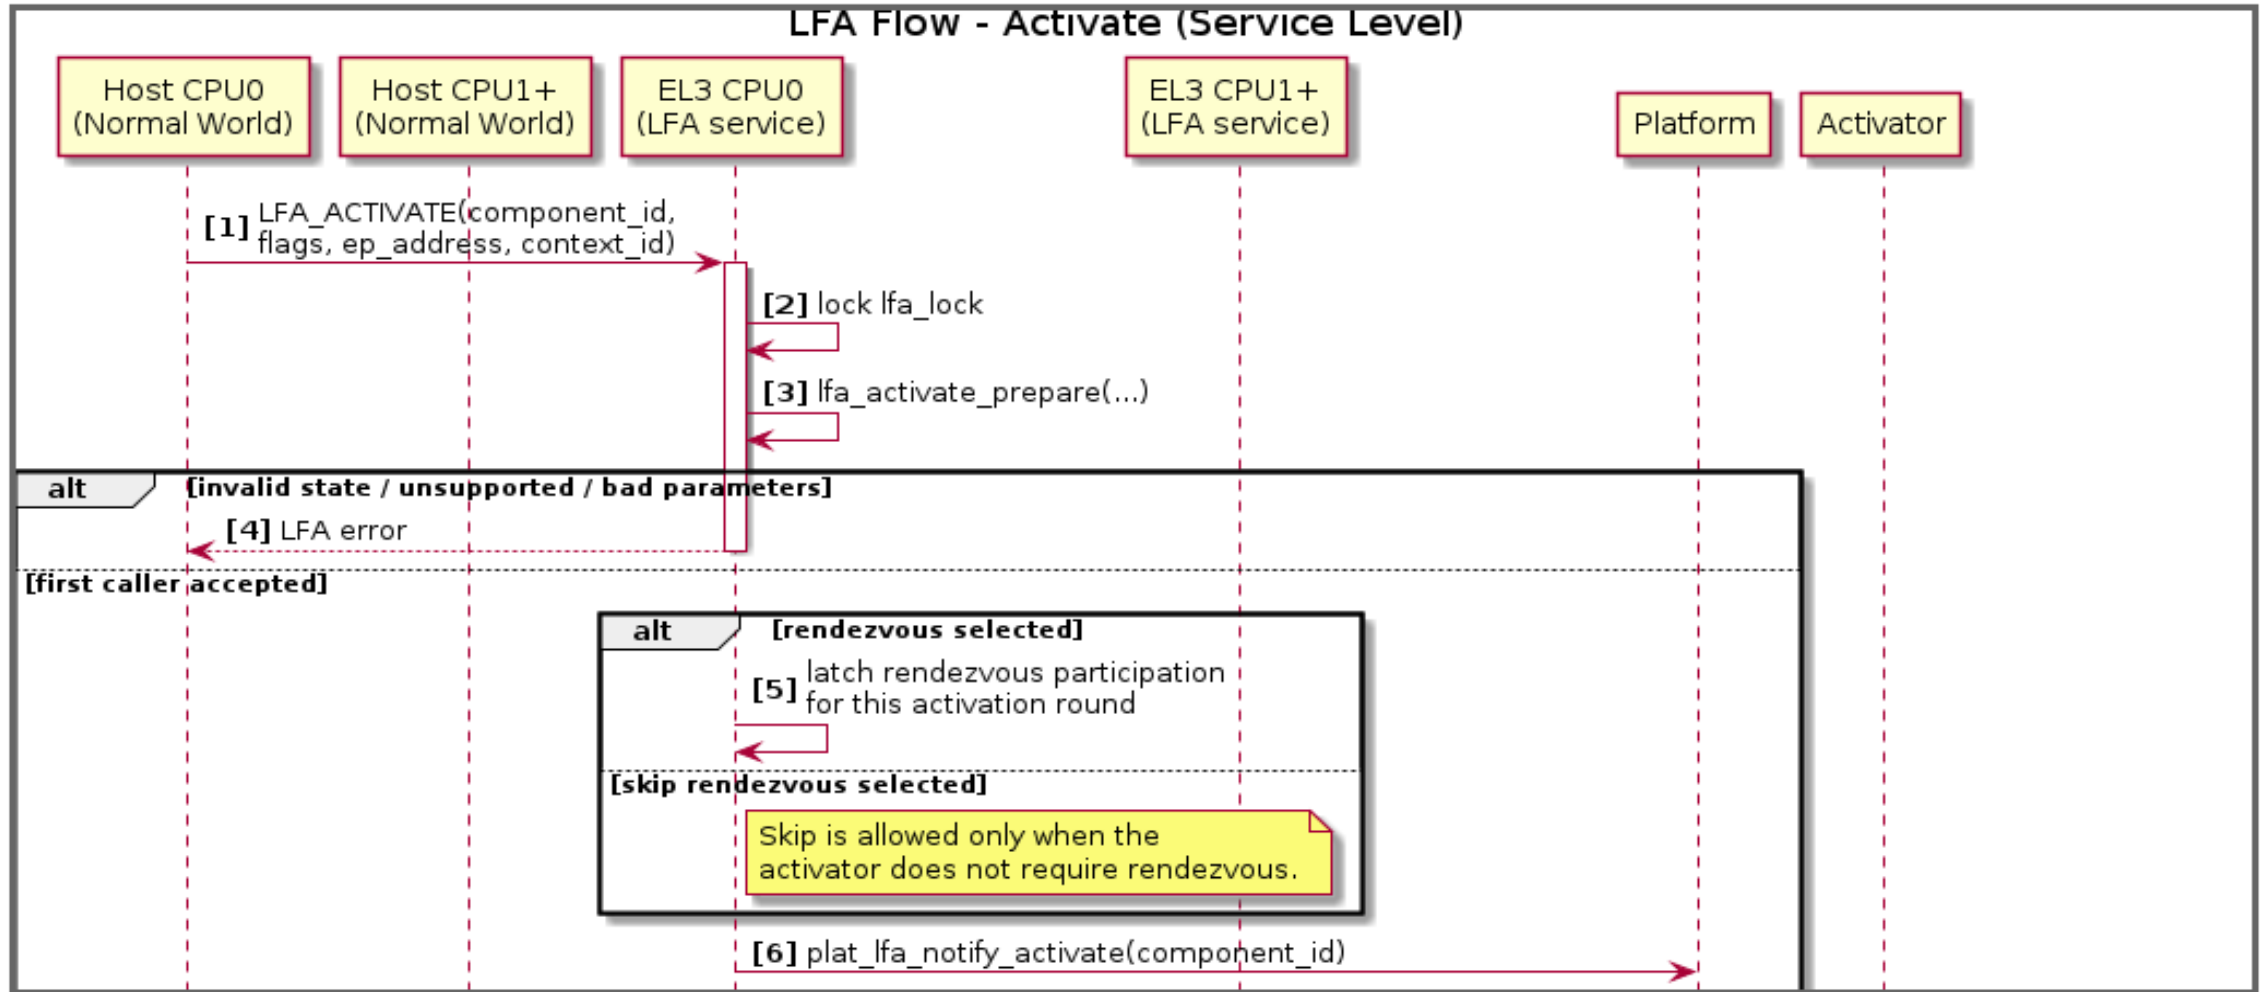 LFA Flow - Activate (Service Level)
Host CPU0
(Normal World)
Host CPU1+
(Normal World)
EL3 CPU0
(LFA service)
EL3 CPU1+
(LFA service)
Platform
Activator
[1] LFA_ACTIVATE(component_id,
flags, ep_address, context_id)
[2] lock lfa_lock
[3] lfa_activate_prepare(...)
alt [invalid state / unsupported / bad parameters]
[4] LFA error
[first caller accepted]
alt [rendezvous selected]
[5] latch rendezvous participation
for this activation round
[skip rendezvous selected]
Skip is allowed only when the
activator does not require rendezvous.
[6] plat_lfa_notify_activate(component_id)